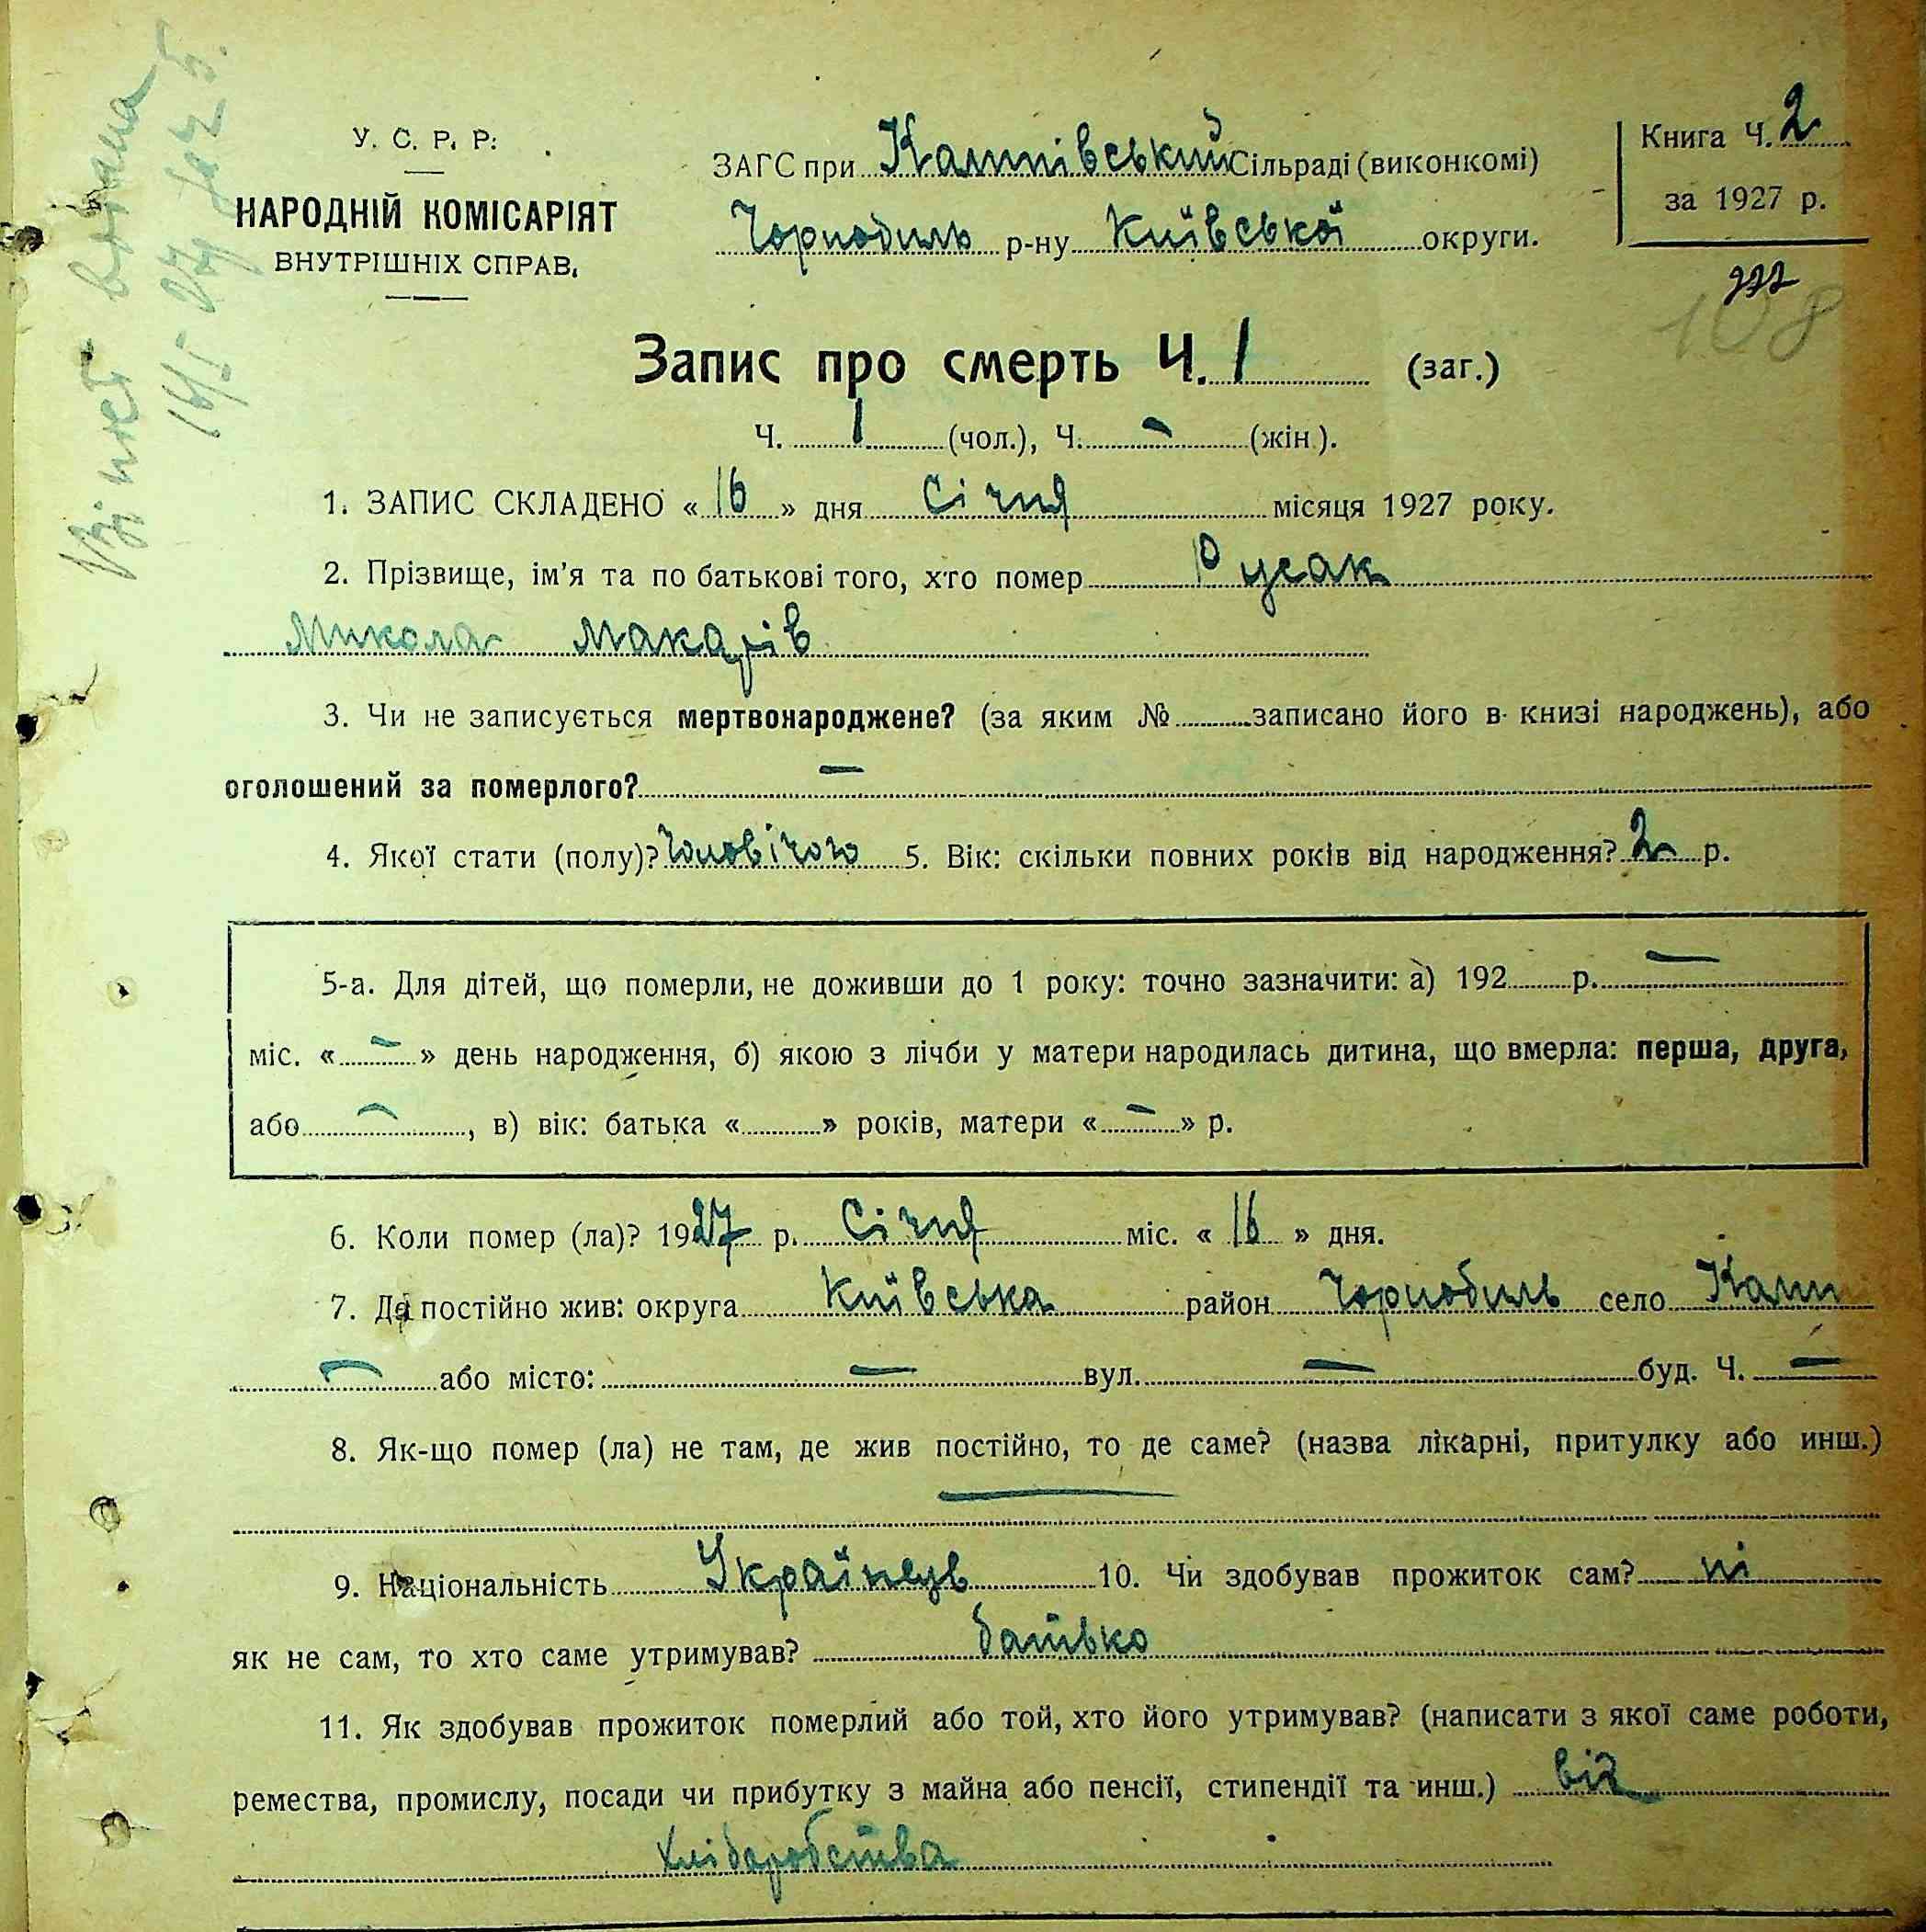 У. С. Р. Р.
НАРОДНІЙ КОМІСАРІЯТ
ВНУТРІШНІХ СПРАВ.
ЗАГС при Сільраді (виконкомі)
Чорнобиль р-ну Київської округи.
Книга Ч. 2
за 1927 р.
108
Запис про смерть Ч. 1 (заг.)
Ч. 1 (чол.), Ч. – (жін.).
1. ЗАПИС СКЛАДЕНО « 16 » дня Січня місяця 1927 року.
2. Прізвище, ім'я та по батькові того, хто помер Русак
Микола Макарів
3. Чи не записується мертвонароджене? (за яким № записано його в книзі народжень), або
оголошений за померлого? –
4. Якої стати (полу)? Чоловічого 5. Вік: скільки повних років від народження? 2 р.
5-а. Для дітей, що померли, не доживши до 1 року: точно зазначити: а) 192 р. –
міс. « – » день народження, б) якою з лічби у матери народилась дитина, що вмерла: перша, друга,
або –, в) вік: батька « » років, матери « – » р.
6. Коли помер (ла)? 1927 р. Січня міс. « 16 » дня.
7. Де постійно жив: округа Київська район Чорнобиль село
– або місто: – вул. – буд. Ч. –
8. Як-що помер (ла) не там, де жив постійно, то де саме? (назва лікарні, притулку або инш.)
–
9. Національність Українець 10. Чи здобував прожиток сам? ні
як не сам, то хто саме утримував? батько
11. Як здобував прожиток померлий або той, хто його утримував? (написати з якої саме роботи,
ремества, промислу, посади чи прибутку з майна або пенсії, стипендії та инш.) від
хліборобства